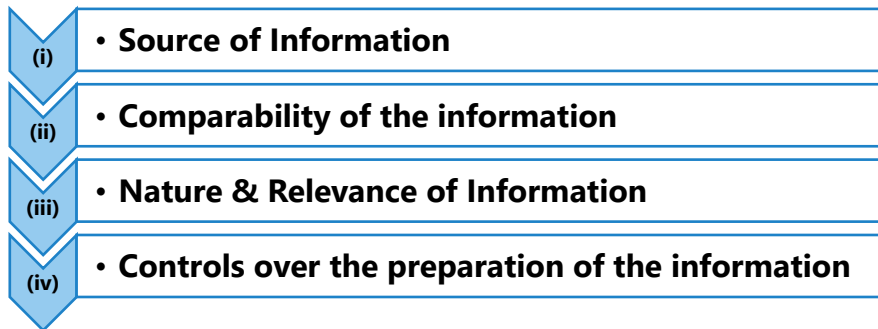 (i) • Source of Information
(ii) • Comparability of the information
(iii) • Nature & Relevance of Information
(iv) • Controls over the preparation of the information